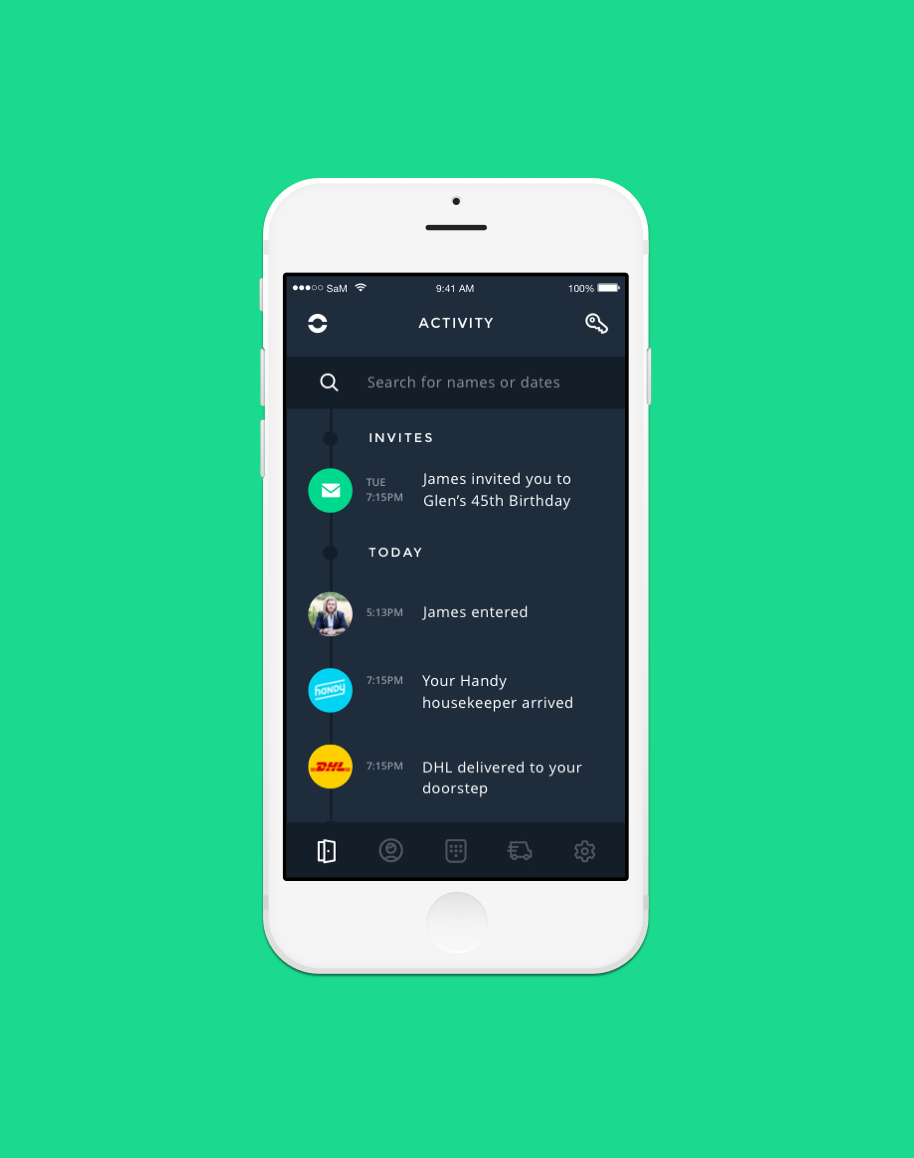 SaM 9:41 AM 100%
ACTIVITY
Search for names or dates
INVITES
TUE
7:15PM
James invited you to
Glen’s 45th Birthday
TODAY
5:13PM
James entered
HANDY
7:15PM
Your Handy
housekeeper arrived
DHL
7:15PM
DHL delivered to your
doorstep